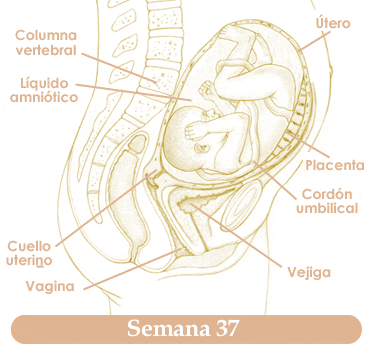 Columna
vertebral
Útero
Líquido
amniótico
Placenta
Cordón
umbilical
Cuello
uterino
Vejiga
Vagina
Semana 37